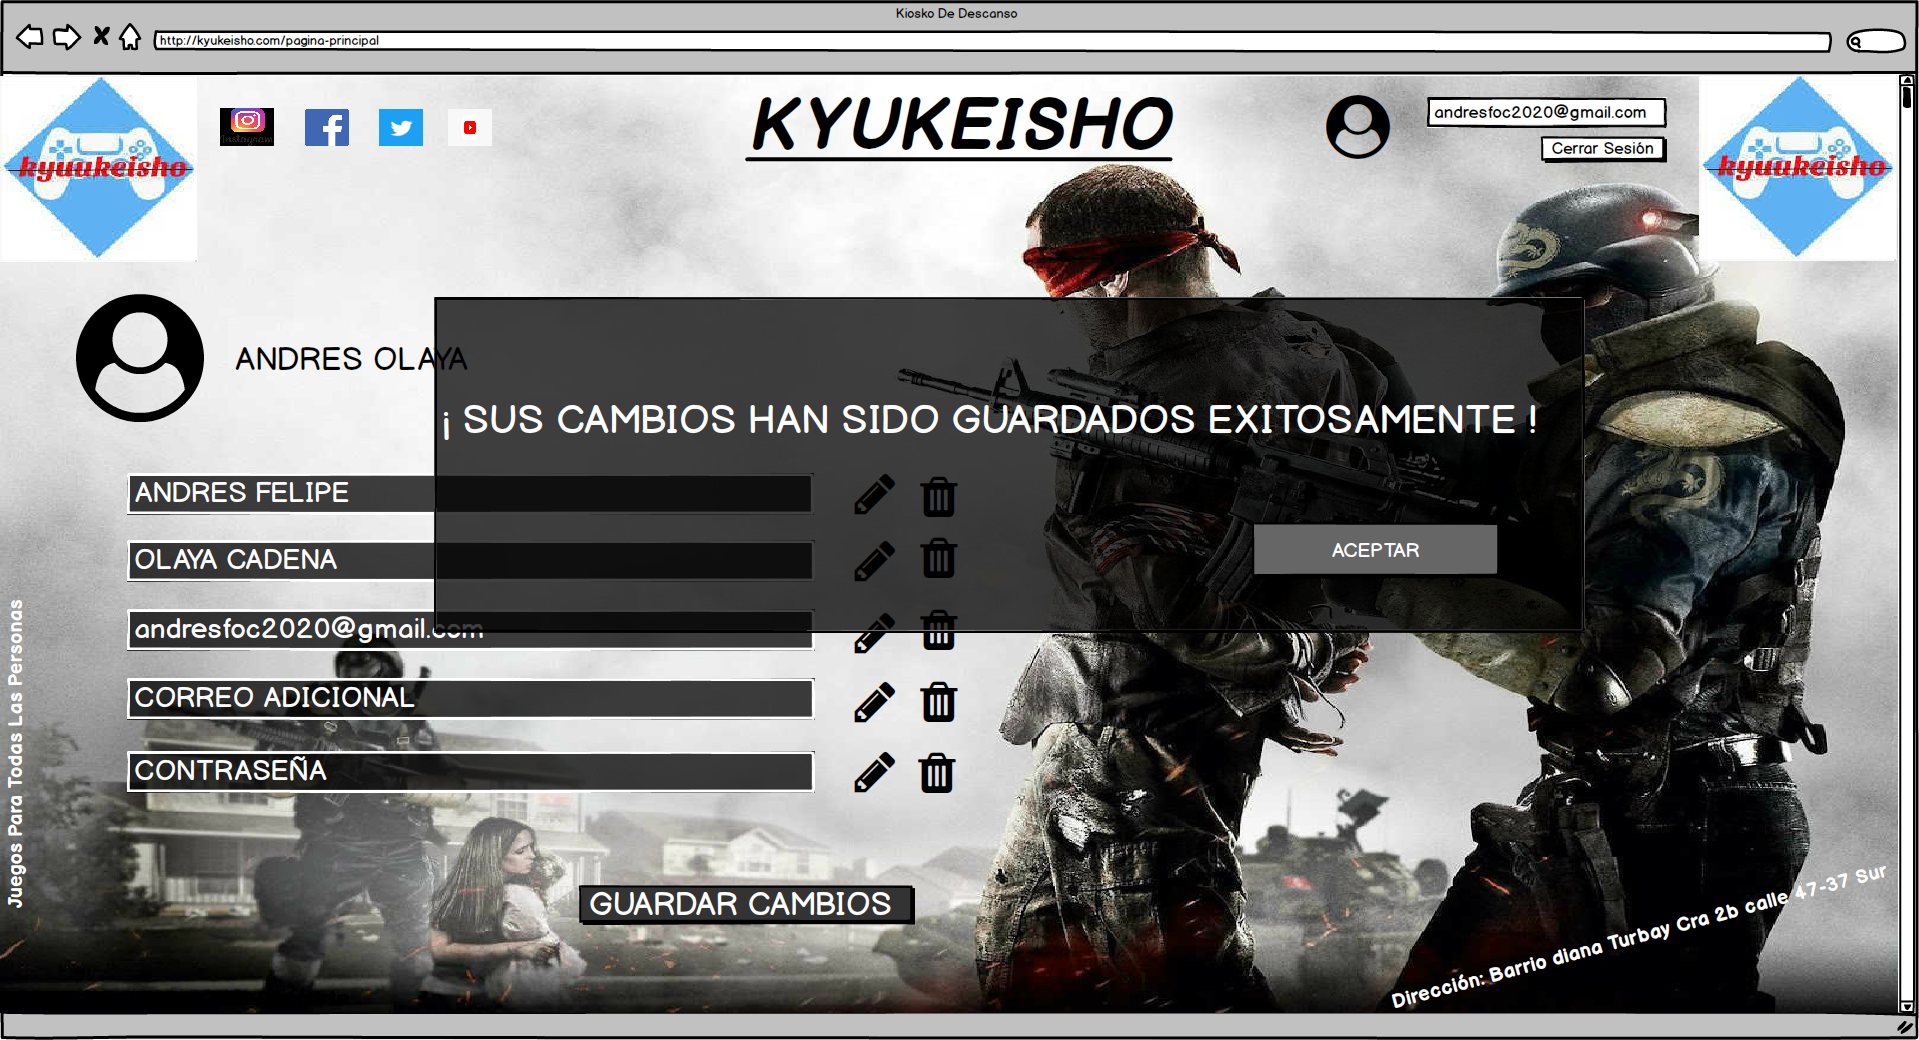 Kiosko De Descanso
http://kyukeisho.com/pagina-principal
kyuukeisho
Instagram
KYUKEISHO
andresfoc2020@gmail.com
Cerrar Sesión
kyuukeisho
ANDRES OLAYA
¡ SUS CAMBIOS HAN SIDO GUARDADOS EXITOSAMENTE !
ANDRES FELIPE
OLAYA CADENA
ACEPTAR
andresfoc2020@gmail.com
CORREO ADICIONAL
CONTRASEÑA
GUARDAR CAMBIOS
Juegos Para Todas Las Personas
Dirección: Barrio diana Turbay Cra 2b calle 47-37 Sur